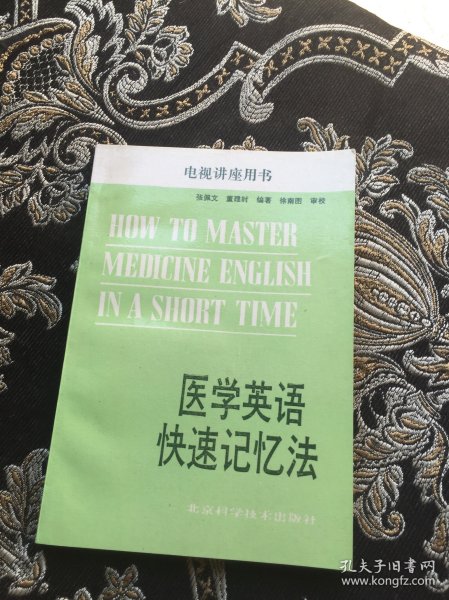 电视讲座用书
张佩文 董雅时 编著 徐南图 审校
HOW TO MASTER
MEDICINE ENGLISH
IN A SHORT TIME
医学英语
快速记忆法
北京科学技术出版社
孔夫子旧书网
www.kongfz.com